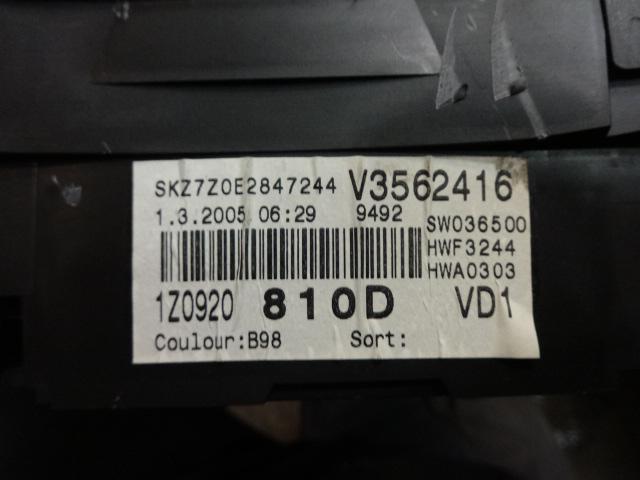 SKZ7Z0E2847244 V3562416
1.3.2005 06:29 9492 SW036500
HWF3244
HWA0303
1Z0920 810D VD1
Coulour:B98 Sort: